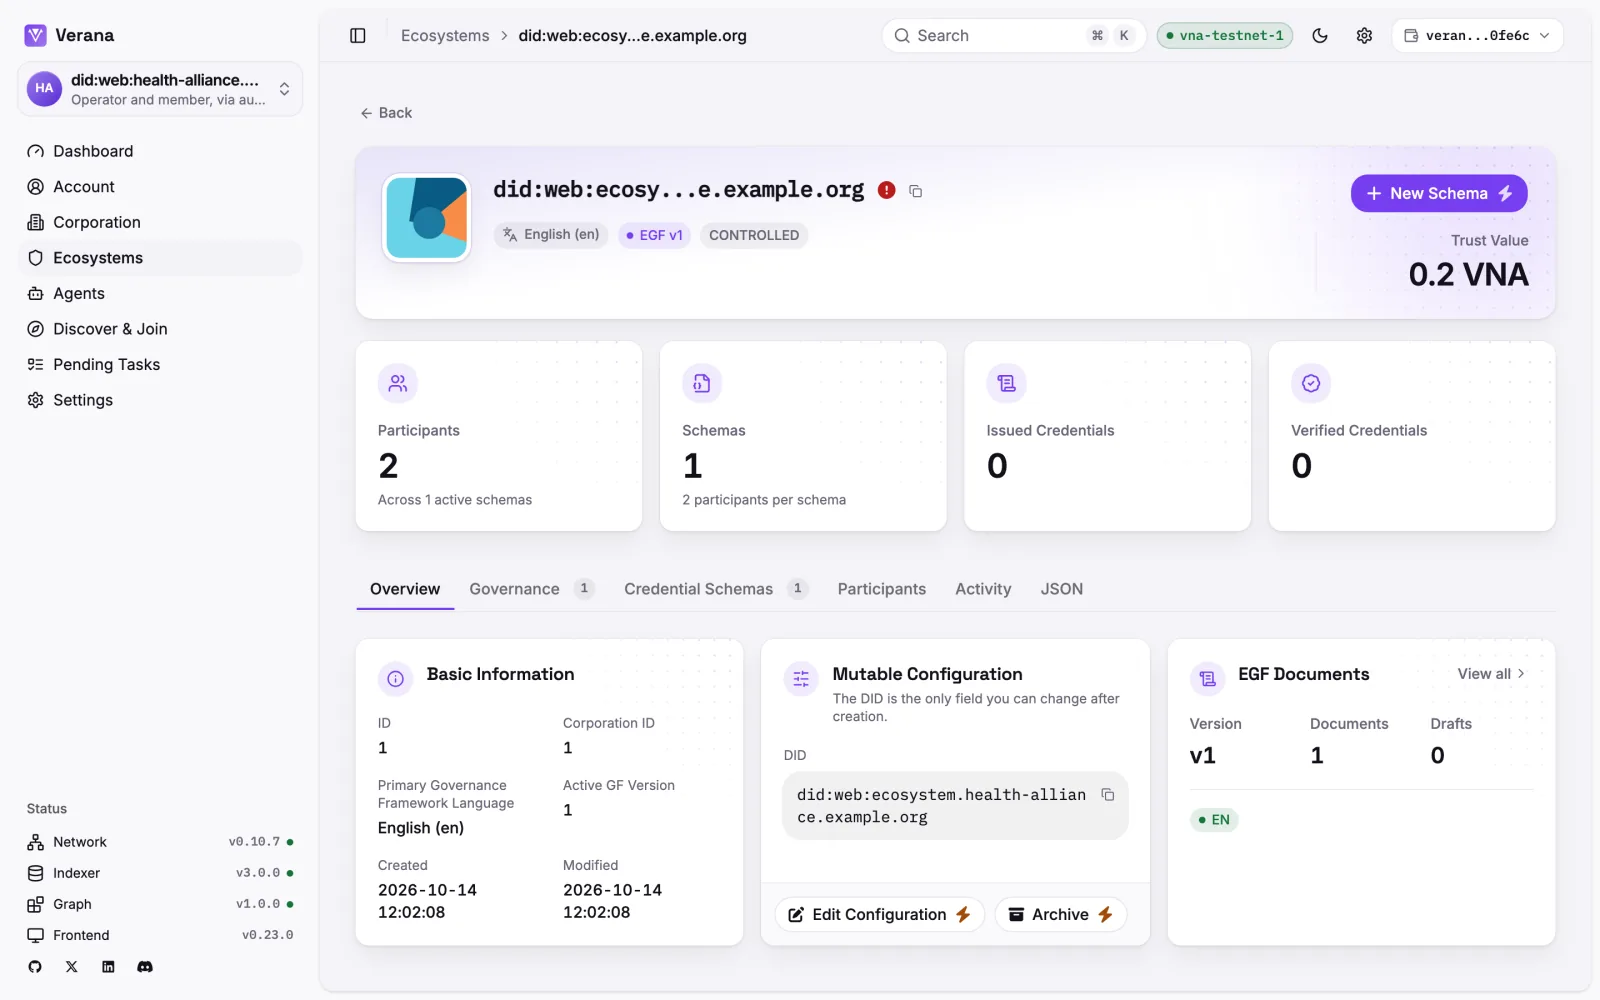 Verana
HA
did:web:health-alliance....
Operator and member, via au...
Dashboard
Account
Corporation
Ecosystems
Agents
Discover & Join
Pending Tasks
Settings
Status
Network v0.10.7
Indexer v3.0.0
Graph v1.0.0
Frontend v0.23.0
Ecosystems > did:web:ecosy...e.example.org
Search ⌘ K
vna-testnet-1
veran...0fe6c
← Back
did:web:ecosy...e.example.org
English (en)
EGF v1
CONTROLLED
+ New Schema
Trust Value
0.2 VNA
Participants
2
Across 1 active schemas
Schemas
1
2 participants per schema
Issued Credentials
0
Verified Credentials
0
Overview Governance 1 Credential Schemas 1 Participants Activity JSON
Basic Information
ID
1
Corporation ID
1
Primary Governance
Framework Language
English (en)
Active GF Version
1
Created
2026-10-14
12:02:08
Modified
2026-10-14
12:02:08
Mutable Configuration
The DID is the only field you can change after
creation.
DID
did:web:ecosystem.health-allian
ce.example.org
Edit Configuration
Archive
EGF Documents
View all >
Version
v1
Documents
1
Drafts
0
EN